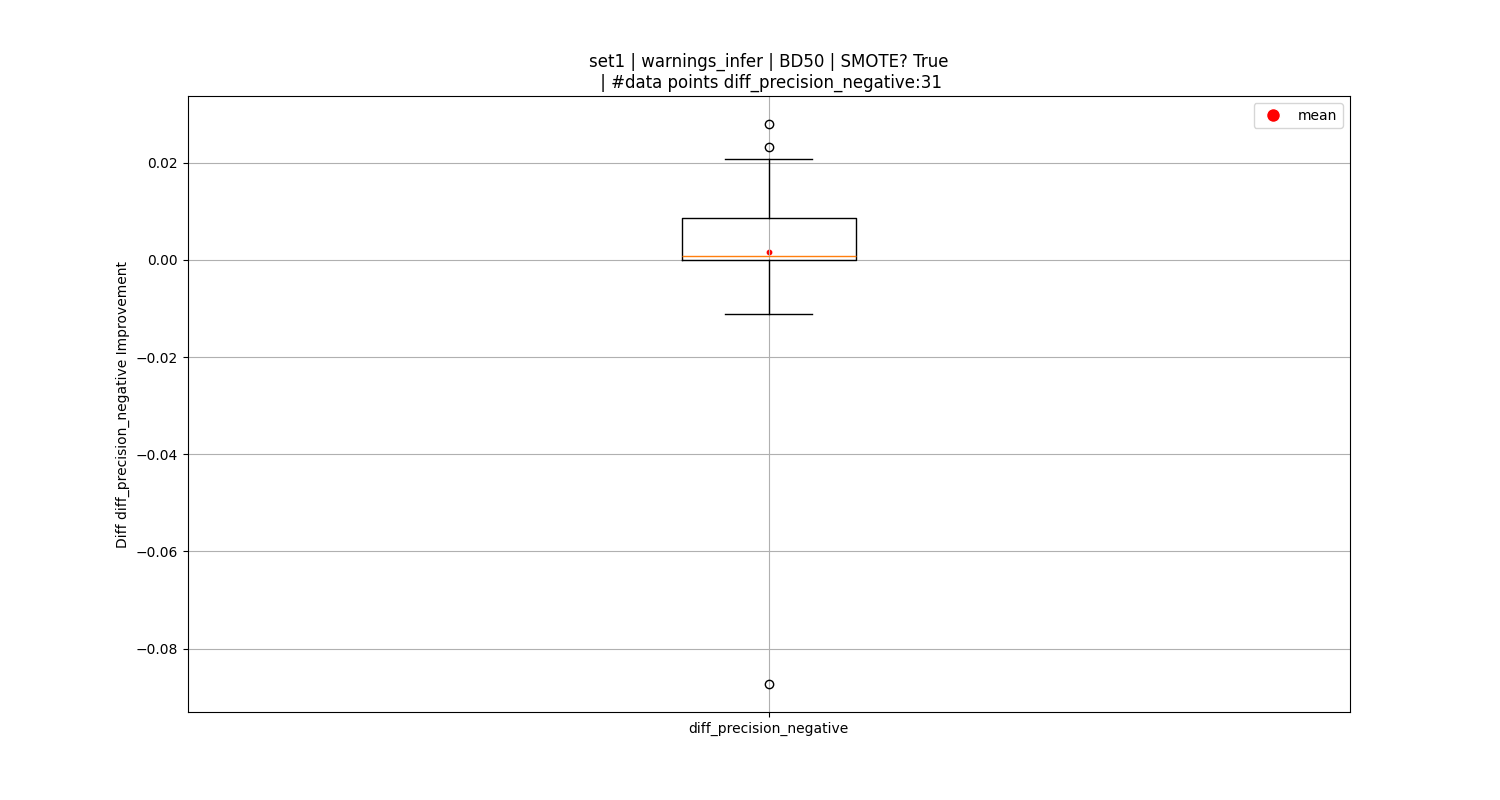 set1 | warnings_infer | BD50 | SMOTE? True
| #data points diff_precision_negative:31
mean
0.02
0.00
−0.02
−0.04
−0.06
−0.08
Diff diff_precision_negative Improvement
diff_precision_negative